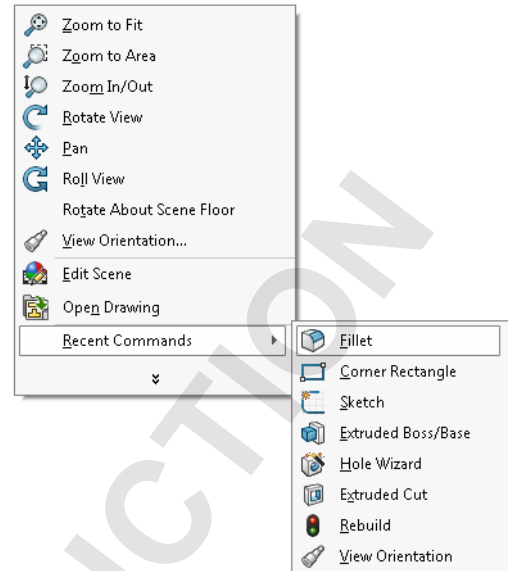 Zoom to Fit
Zoom to Area
Zoom In/Out
Rotate View
Pan
Roll View
Rotate About Scene Floor
View Orientation...
Edit Scene
Open Drawing
Recent Commands
Fillet
Corner Rectangle
Sketch
Extruded Boss/Base
Hole Wizard
Extruded Cut
Rebuild
View Orientation
CTION